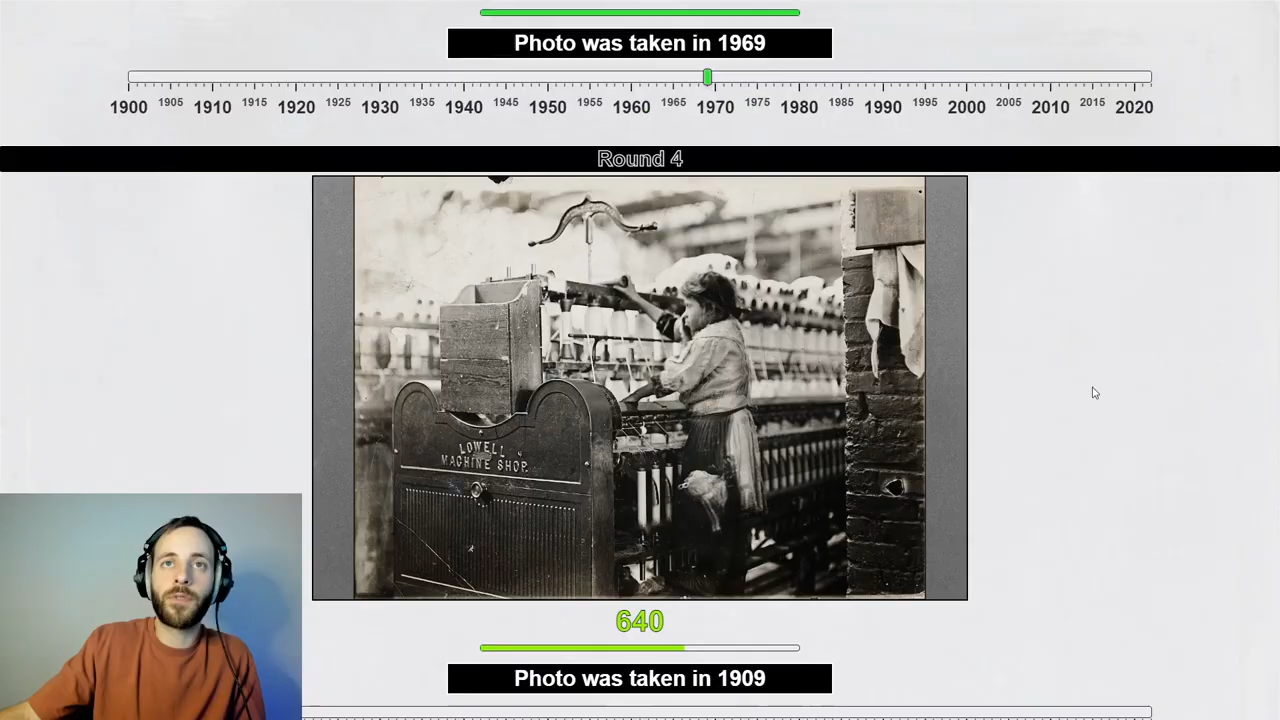 Photo was taken in 1969
1900 1905 1910 1915 1920 1925 1930 1935 1940 1945 1950 1955 1960 1965 1970 1975 1980 1985 1990 1995 2000 2005 2010 2015 2020
Round 4
LOWELL
MACHINE SHOP.
640
Photo was taken in 1909